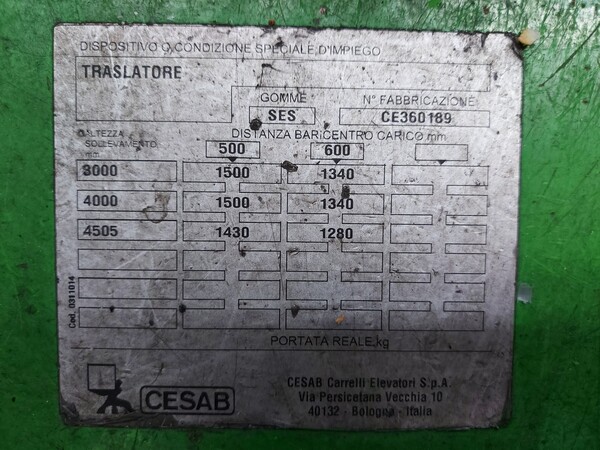 DISPOSITIVO O CONDIZIONE SPECIALE D'IMPIEGO
TRASLATORE
GOMME N° FABBRICAZIONE
SES CE360189
ALTEZZA SOLLEVAMENTO mm DISTANZA BARICENTRO CARICO mm
500 600
3000 1500 1340
4000 1500 1340
4505 1430 1280
PORTATA REALE kg
Cod. 0311014
CESAB
CESAB Carrelli Elevatori S.p.A.
Via Persicetana Vecchia 10
40132 - Bologna - Italia